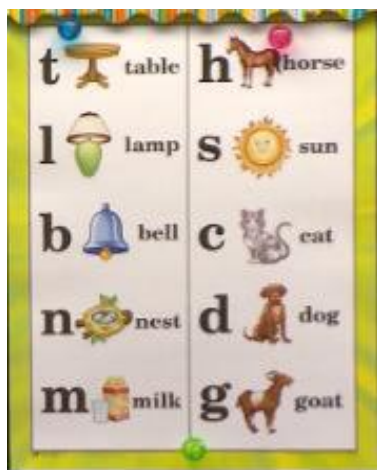 t table
h horse
l lamp
s sun
b bell
c cat
n nest
d dog
m milk
g goat